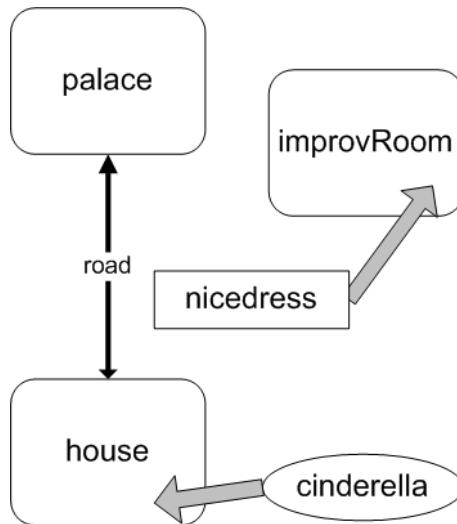 palace
improvRoom
road
nicedress
house
cinderella